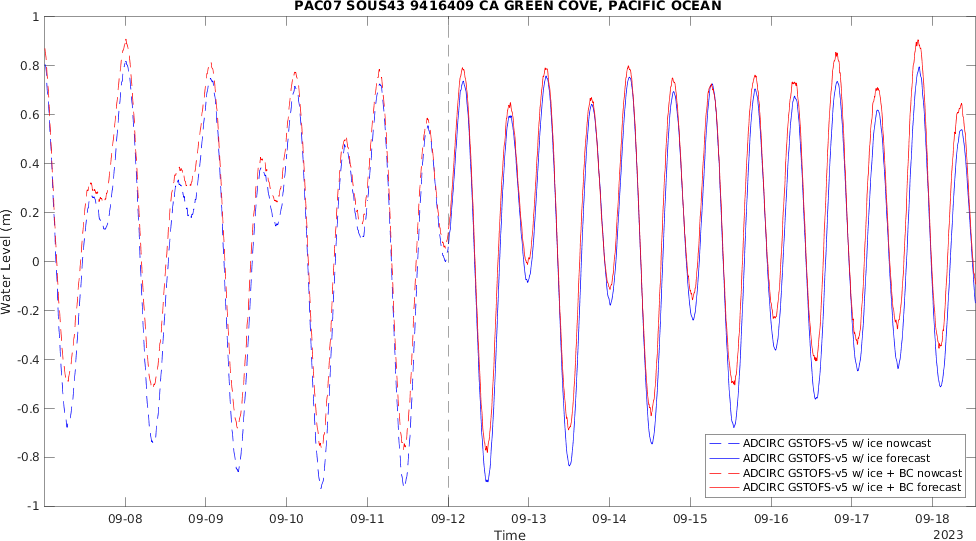 PAC07 SOUS43 9416409 CA GREEN COVE, PACIFIC OCEAN
1
0.8
0.6
0.4
0.2
0
-0.2
-0.4
-0.6
-0.8
-1
Water Level (m)
ADCIRC GSTOFS-v5 w/ ice nowcast
ADCIRC GSTOFS-v5 w/ ice forecast
ADCIRC GSTOFS-v5 w/ ice + BC nowcast
ADCIRC GSTOFS-v5 w/ ice + BC forecast
09-08 09-09 09-10 09-11 09-12 09-13 09-14 09-15 09-16 09-17 09-18
Time
2023